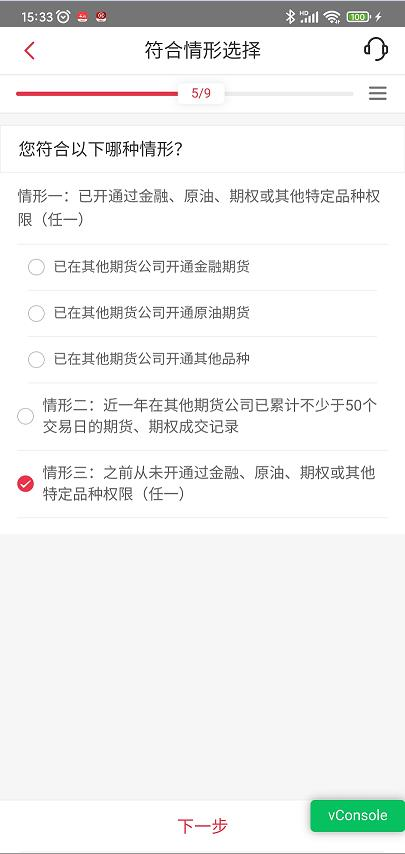 15:33
HD
100
符合情形选择
5/9
您符合以下哪种情形?
情形一：已开通过金融、原油、期权或其他特定品种权
限（任一）
已在其他期货公司开通金融期货
已在其他期货公司开通原油期货
已在其他期货公司开通其他品种
情形二：近一年在其他期货公司已累计不少于50个
交易日的期货、期权成交记录
情形三：之前从未开通过金融、原油、期权或其他
特定品种权限（任一）
下一步
vConsole